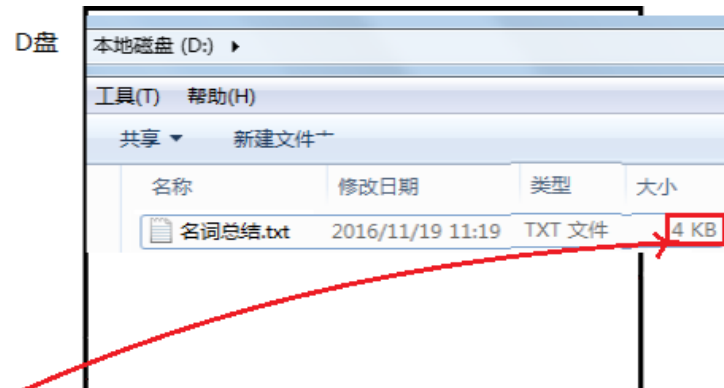 D盘
本地磁盘 (D:)
工具(T) 帮助(H)
共享 新建文件
名称 修改日期 类型 大小
名词总结.txt 2016/11/19 11:19 TXT 文件 4 KB